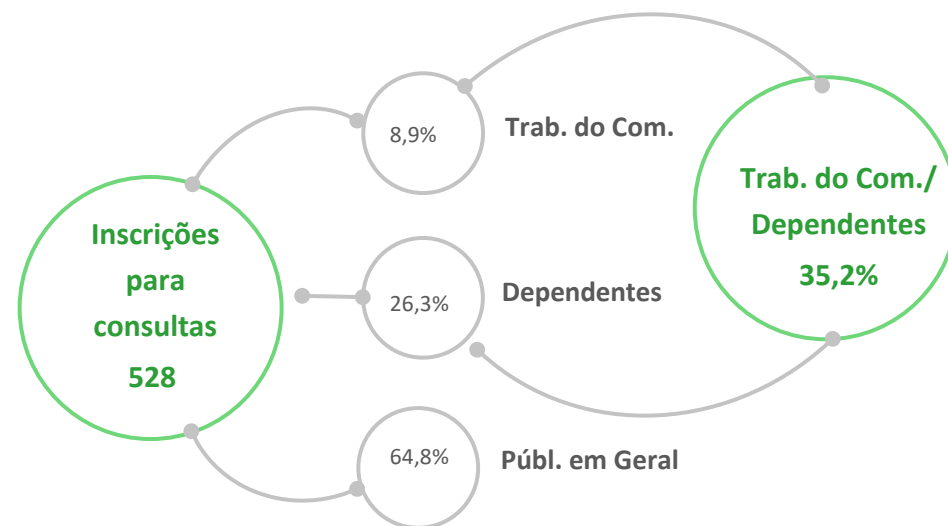 Inscrições
para
consultas
528
8,9%
Trab. do Com.
26,3%
Dependentes
64,8%
Públ. em Geral
Trab. do Com./
Dependentes
35,2%